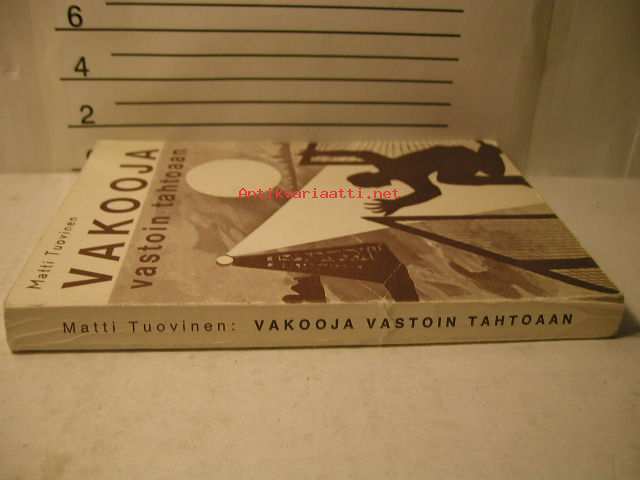 6
4
2
Matti Tuovinen
VAKOOJA
vastoin tahtoaan
Antikvariaatti.net
Matti Tuovinen: VAKOOJA VASTOIN TAHTOAAN